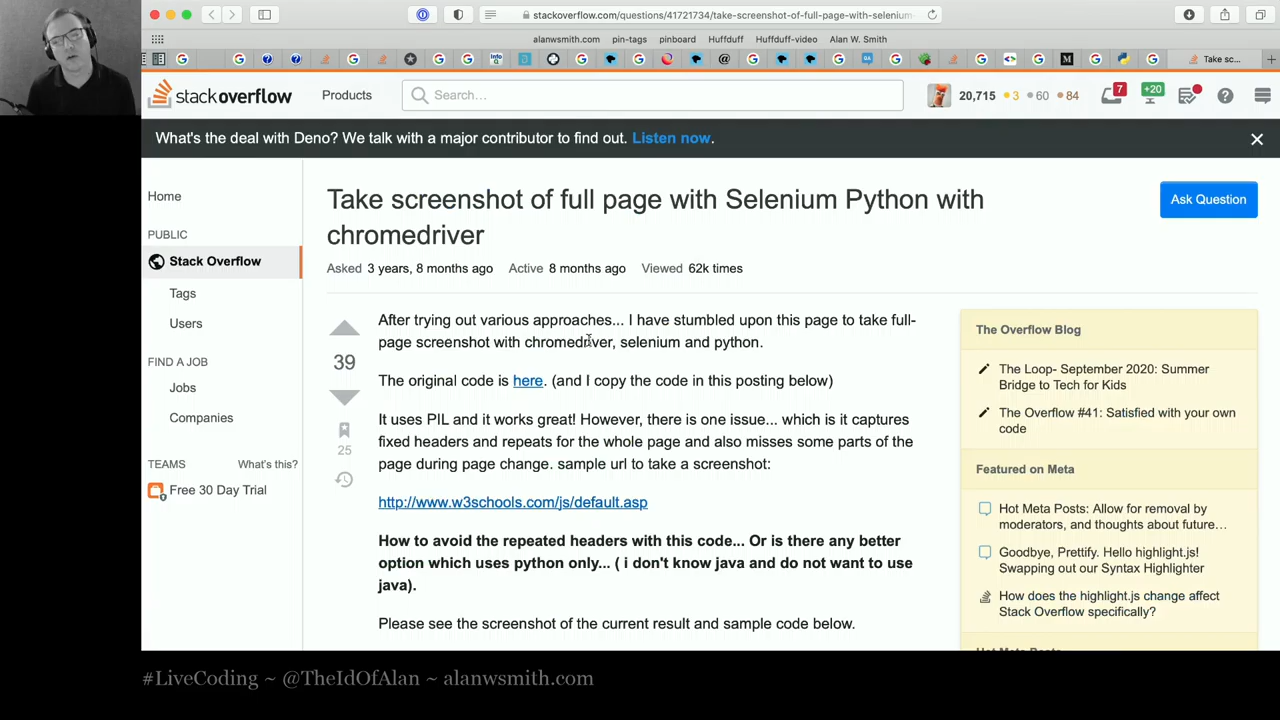 stackoverflow.com/questions/41721734/take-screenshot-of-full-page-with-selenium-
alanwsmith.com pin-tags pinboard Huffduff Huffduff-video Alan W. Smith
Take sc...
stackoverflow Products Search... 20,715 3 60 84 7 +20
What's the deal with Deno? We talk with a major contributor to find out. Listen now.
Home
PUBLIC
Stack Overflow
Tags
Users
FIND A JOB
Jobs
Companies
TEAMS What's this?
Free 30 Day Trial
Take screenshot of full page with Selenium Python with
chromedriver
Ask Question
Asked 3 years, 8 months ago Active 8 months ago Viewed 62k times
39
25
After trying out various approaches... I have stumbled upon this page to take full-
page screenshot with chromedriver, selenium and python.
The original code is here. (and I copy the code in this posting below)
It uses PIL and it works great! However, there is one issue... which is it captures
fixed headers and repeats for the whole page and also misses some parts of the
page during page change. sample url to take a screenshot:
http://www.w3schools.com/js/default.asp
How to avoid the repeated headers with this code... Or is there any better
option which uses python only... ( i don't know java and do not want to use
java).
Please see the screenshot of the current result and sample code below.
The Overflow Blog
The Loop- September 2020: Summer
Bridge to Tech for Kids
The Overflow #41: Satisfied with your own
code
Featured on Meta
Hot Meta Posts: Allow for removal by
moderators, and thoughts about future...
Goodbye, Prettify. Hello highlight.js!
Swapping out our Syntax Highlighter
How does the highlight.js change affect
Stack Overflow specifically?
Hot Meta Posts
#LiveCoding ~ @TheIdOfAlan ~ alanwsmith.com